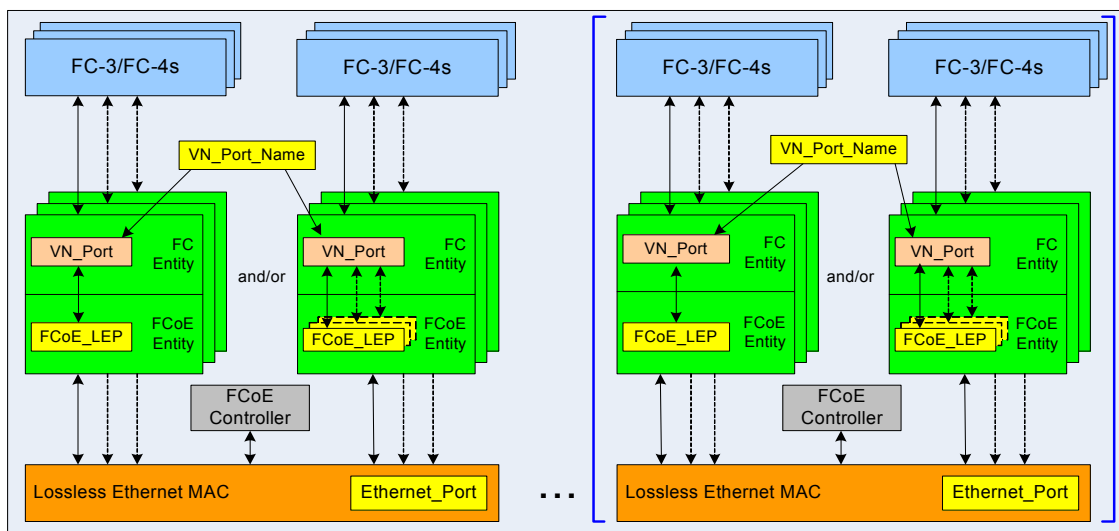 FC-3/FC-4s
FC-3/FC-4s
VN_Port_Name
VN_Port
FC
Entity
and/or
VN_Port
FC
Entity
FCoE_LEP
FCoE
Entity
FCoE_LEP
FCoE
Entity
FCoE
Controller
Lossless Ethernet MAC
Ethernet_Port
...
FC-3/FC-4s
FC-3/FC-4s
VN_Port_Name
VN_Port
FC
Entity
and/or
VN_Port
FC
Entity
FCoE_LEP
FCoE
Entity
FCoE_LEP
FCoE
Entity
FCoE
Controller
Lossless Ethernet MAC
Ethernet_Port